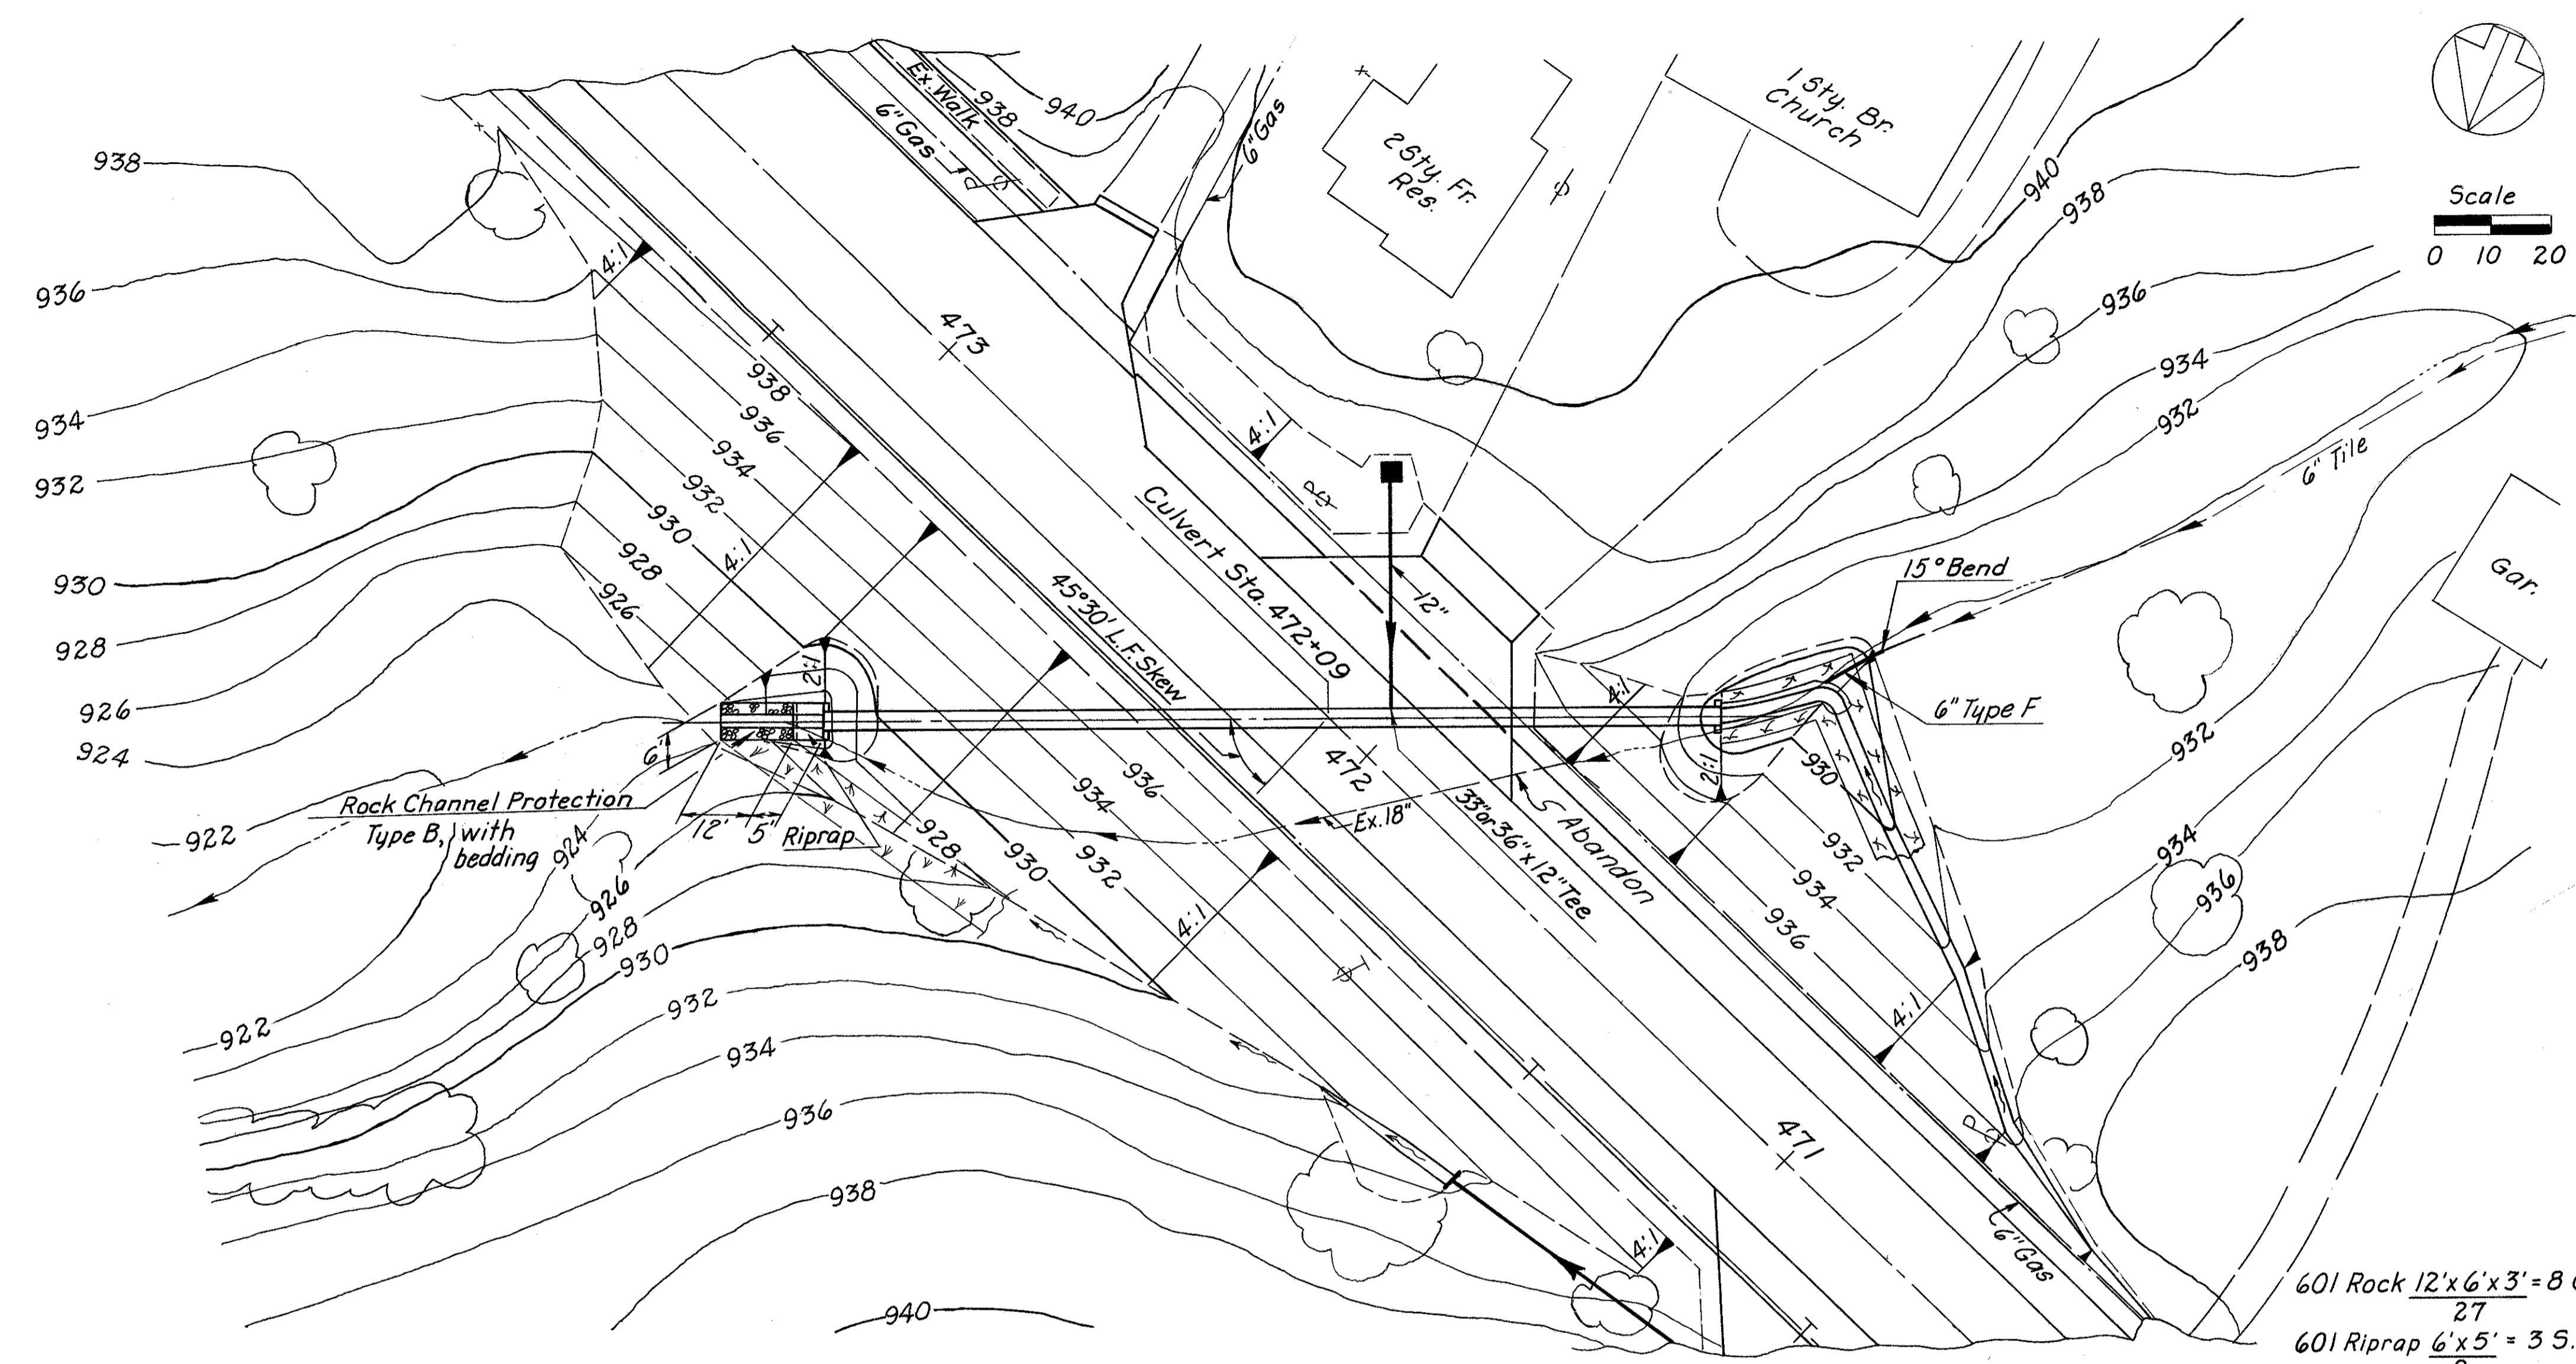 Ex. Walk
6" Gas
938
940
6" Gas
2 Sty. Fr.
Res.
1 Sty. Br.
Church
940
938
Scale
0 10 20
938
936
934
932
930
928
926
924
922
922
4:1
473
938
936
934
932
930
928
926
4:1
4:1
936
934
932
6" Tile
Gar.
Culvert Sta. 472+09
45°30' L.F. Skew
12"
15° Bend
6" Type F
2:1
6'
Rock Channel Protection
Type B, with
bedding
12' 5' Riprap
924
926
928
930
932
934
936
938
940
928
930
932
934
936
4:1
472
Ex. 18"
33" or 36" x 12" Tee
Abandon
4:1
2:1
930
932
934
936
932
934
936
938
4:1
471
6" Gas
4:1
601 Rock 12' x 6' x 3' = 8
27
601 Riprap 6' x 5' = 3 S.